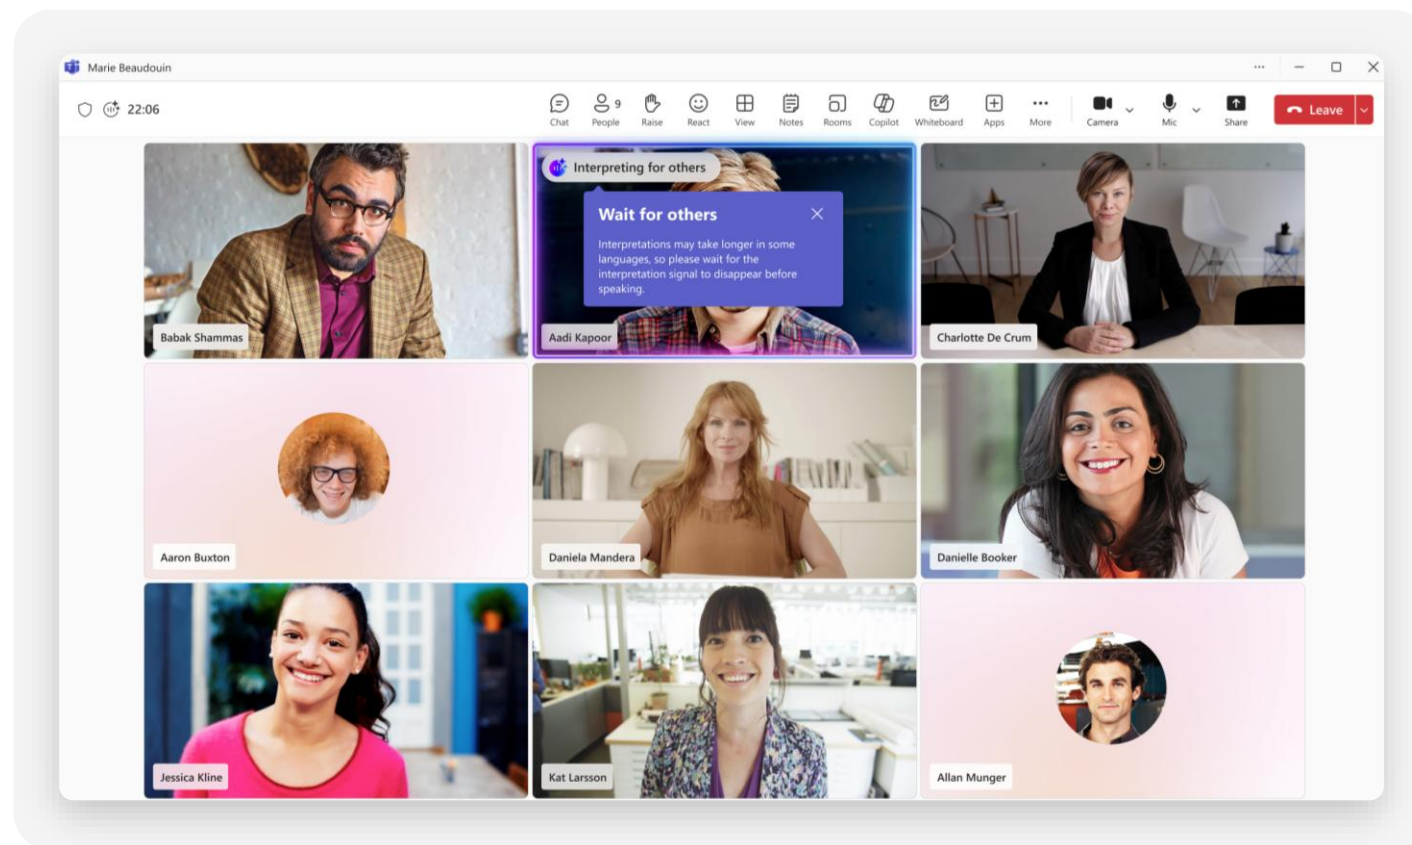 Marie Beaudouin
22:06
9
Chat People Raise React View Notes Rooms Copilot Whiteboard Apps More Camera Mic Share Leave
Interpreting for others
Wait for others
Interpretations may take longer in some
languages, so please wait for the
interpretation signal to disappear before
speaking.
Babak Shammas
Aadi Kapoor
Charlotte De Crum
Aaron Buxton
Daniela Mandera
Danielle Booker
Jessica Kline
Kat Larsson
Allan Munger